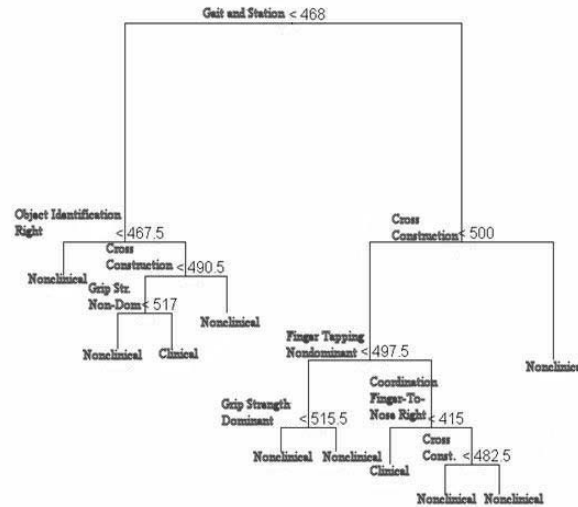 Gait and Station < 468
Object Identification
Right
< 467.5
Cross
Construction < 490.5
Nonclinical
Grip Str.
Non-Dom < 517
Nonclinical
Nonclinical
Clinical
Cross
Construction < 500
Finger Tapping
Nondominant < 497.5
Nonclinical
Coordination
Finger-To-
Nose Right < 415
Grip Strength
Dominant
< 515.5
Nonclinical
Nonclinical
Clinical
Cross
Const. < 482.5
Nonclinical
Nonclinical